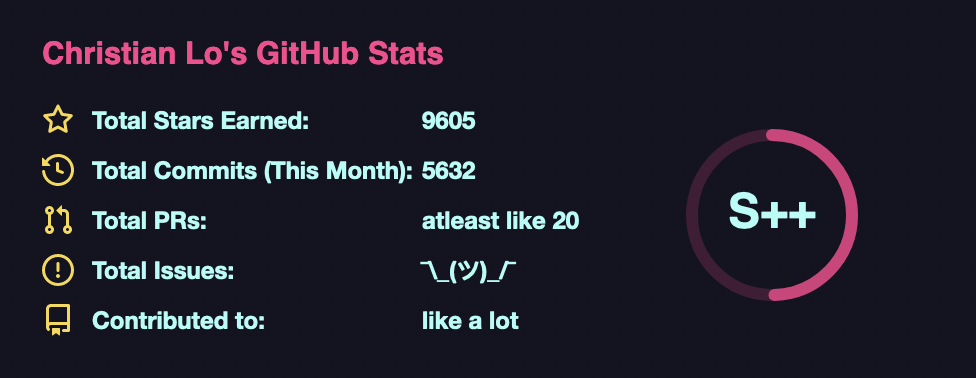 Christian Lo's GitHub Stats
Total Stars Earned: 9605
Total Commits (This Month): 5632
Total PRs: atleast like 20
Total Issues: ¯\_(ツ)_/¯
Contributed to: like a lot
S++